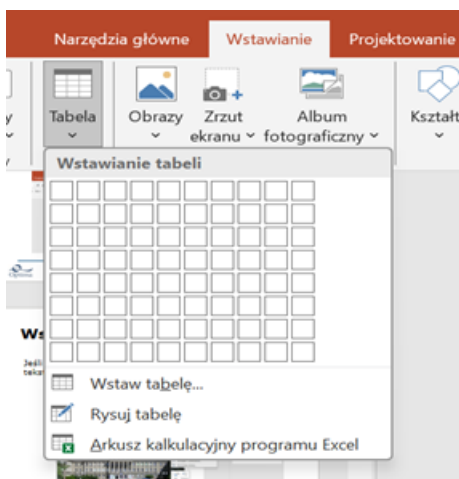 Narzędzia główne Wstawianie Projektowanie
Tabela Obrazy Zrzut ekranu Album fotograficzny Kształt
Wstawianie tabeli
Wstaw tabelę...
Rysuj tabelę
Arkusz kalkulacyjny programu Excel